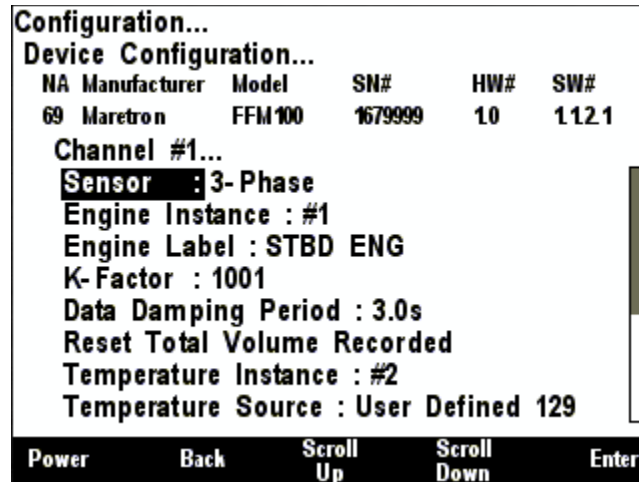 Configuration...
Device Configuration...
NA Manufacturer Model SN# HW# SW#
69 Maretron FFM100 1679999 1.0 1.1.2.1
Channel #1...
Sensor : 3-Phase
Engine Instance : #1
Engine Label : STBD ENG
K-Factor : 1001
Data Damping Period : 3.0s
Reset Total Volume Recorded
Temperature Instance : #2
Temperature Source : User Defined 129
Power Back Scroll Up Scroll Down Enter